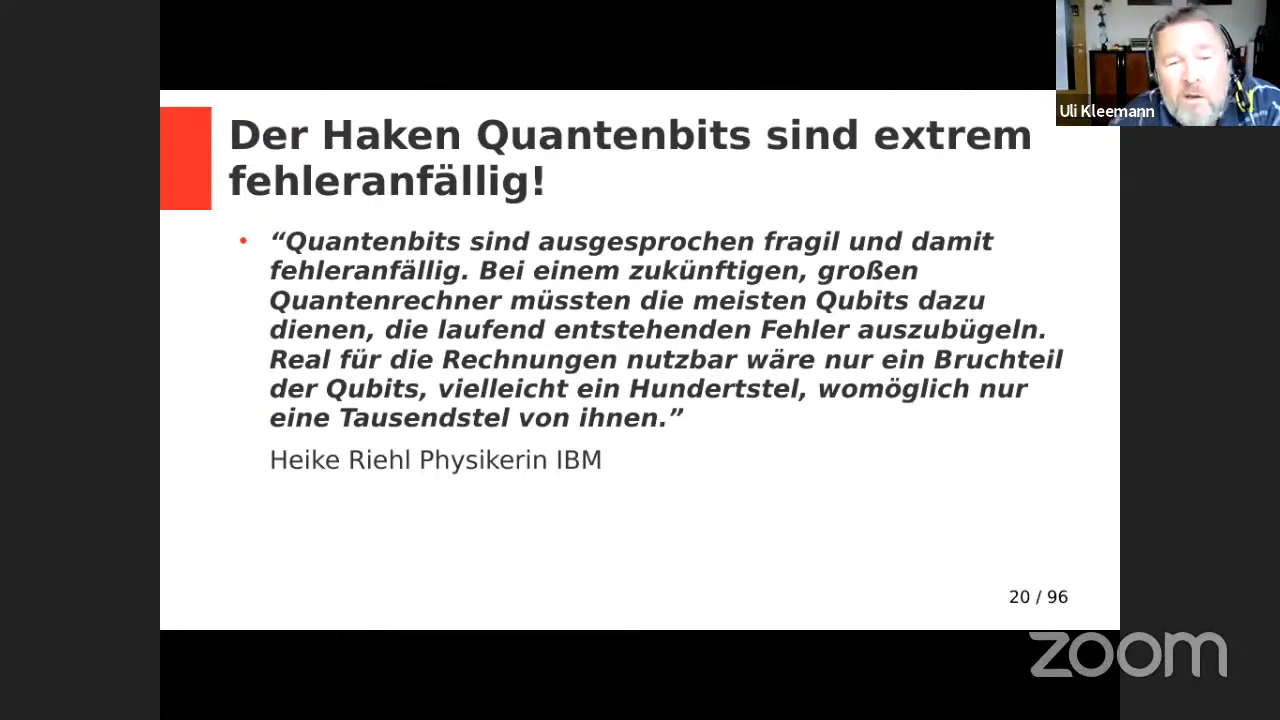 Uli Kleemann
Der Haken Quantenbits sind extrem
fehleranfällig!
• “Quantenbits sind ausgesprochen fragil und damit
fehleranfällig. Bei einem zukünftigen, großen
Quantenrechner müssten die meisten Qubits dazu
dienen, die laufend entstehenden Fehler auszubügeln.
Real für die Rechnungen nutzbar wäre nur ein Bruchteil
der Qubits, vielleicht ein Hundertstel, womöglich nur
eine Tausendstel von ihnen.”
Heike Riehl Physikerin IBM
20 / 96
zoom